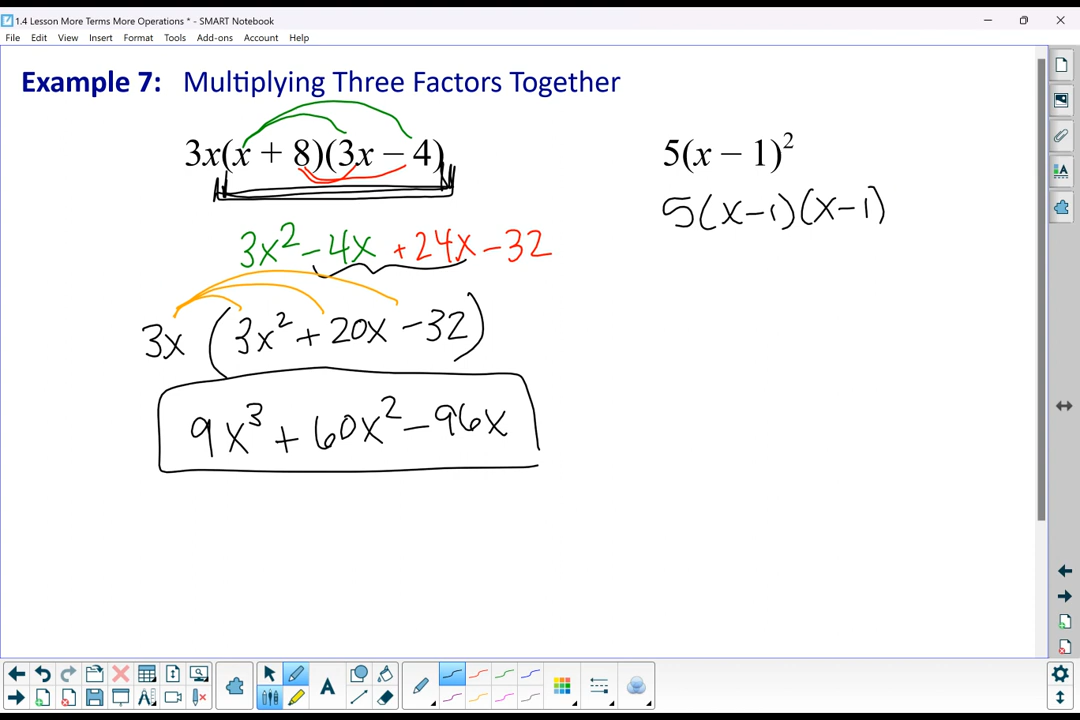 1.4 Lesson More Terms More Operations * - SMART Notebook
File Edit View Insert Format Tools Add-ons Account Help
Example 7: Multiplying Three Factors Together
3x(x + 8)(3x − 4)
3x² − 4x + 24x − 32
3x (3x² + 20x − 32)
9x³ + 60x² − 96x
5(x − 1)²
5(x − 1)(x − 1)